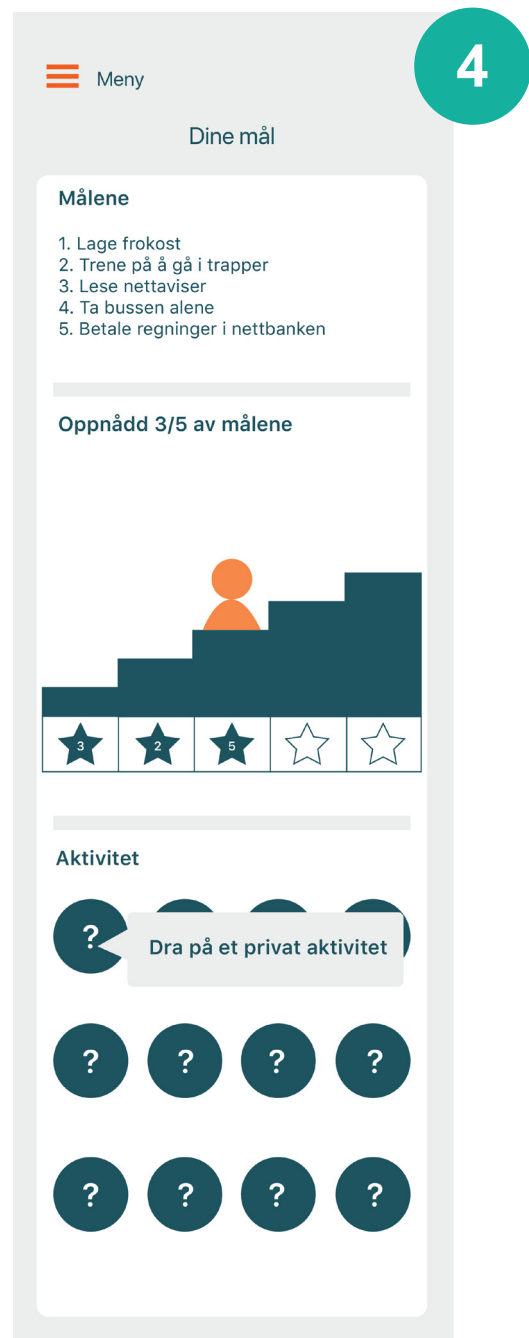 4
Meny
Dine mål
Målene
1. Lage frokost
2. Trene på å gå i trapper
3. Lese nettaviser
4. Ta bussen alene
5. Betale regninger i nettbanken
Oppnådd 3/5 av målene
3 2 5
Aktivitet
?
Dra på et privat aktivitet
? ? ? ?
? ? ? ?